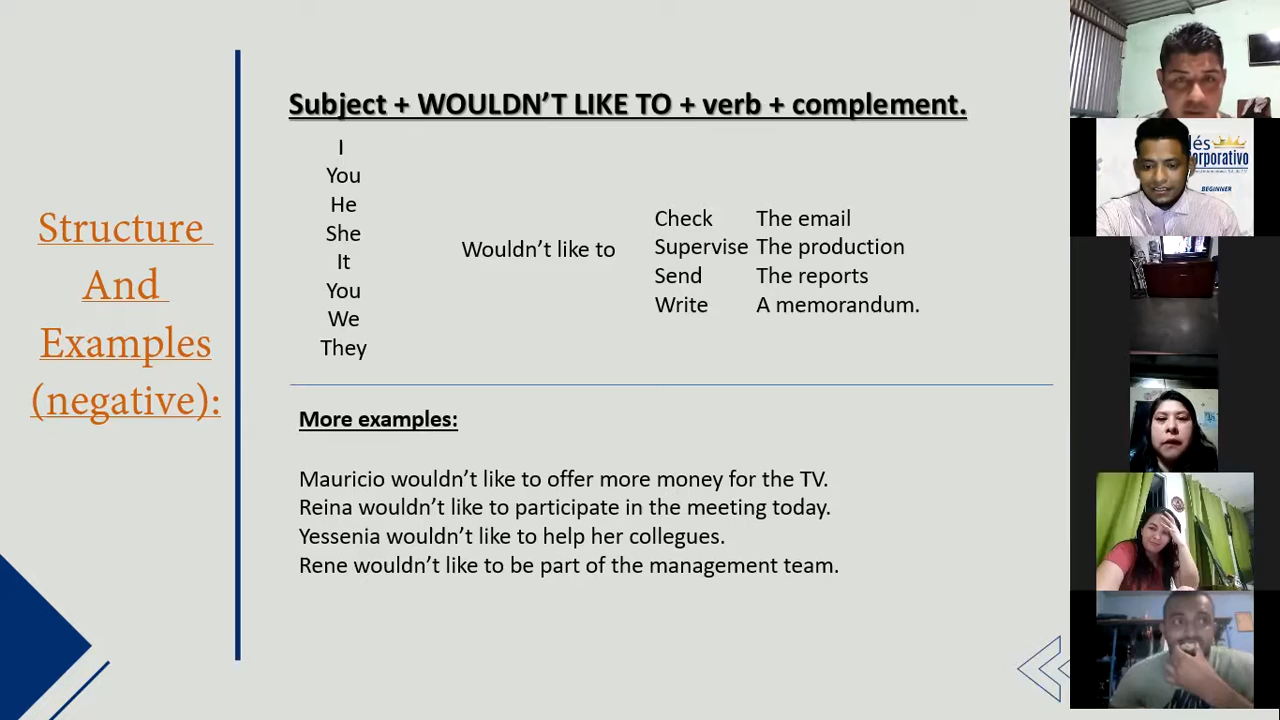 Subject + WOULDN'T LIKE TO + verb + complement.
I
You
He
She
It
You
We
They
Wouldn't like to
Check The email
Supervise The production
Send The reports
Write A memorandum.
Structure
And
Examples
(negative):
More examples:
Mauricio wouldn't like to offer more money for the TV.
Reina wouldn't like to participate in the meeting today.
Yessenia wouldn't like to help her collegues.
Rene wouldn't like to be part of the management team.
lés
orporativo
BEGINNER